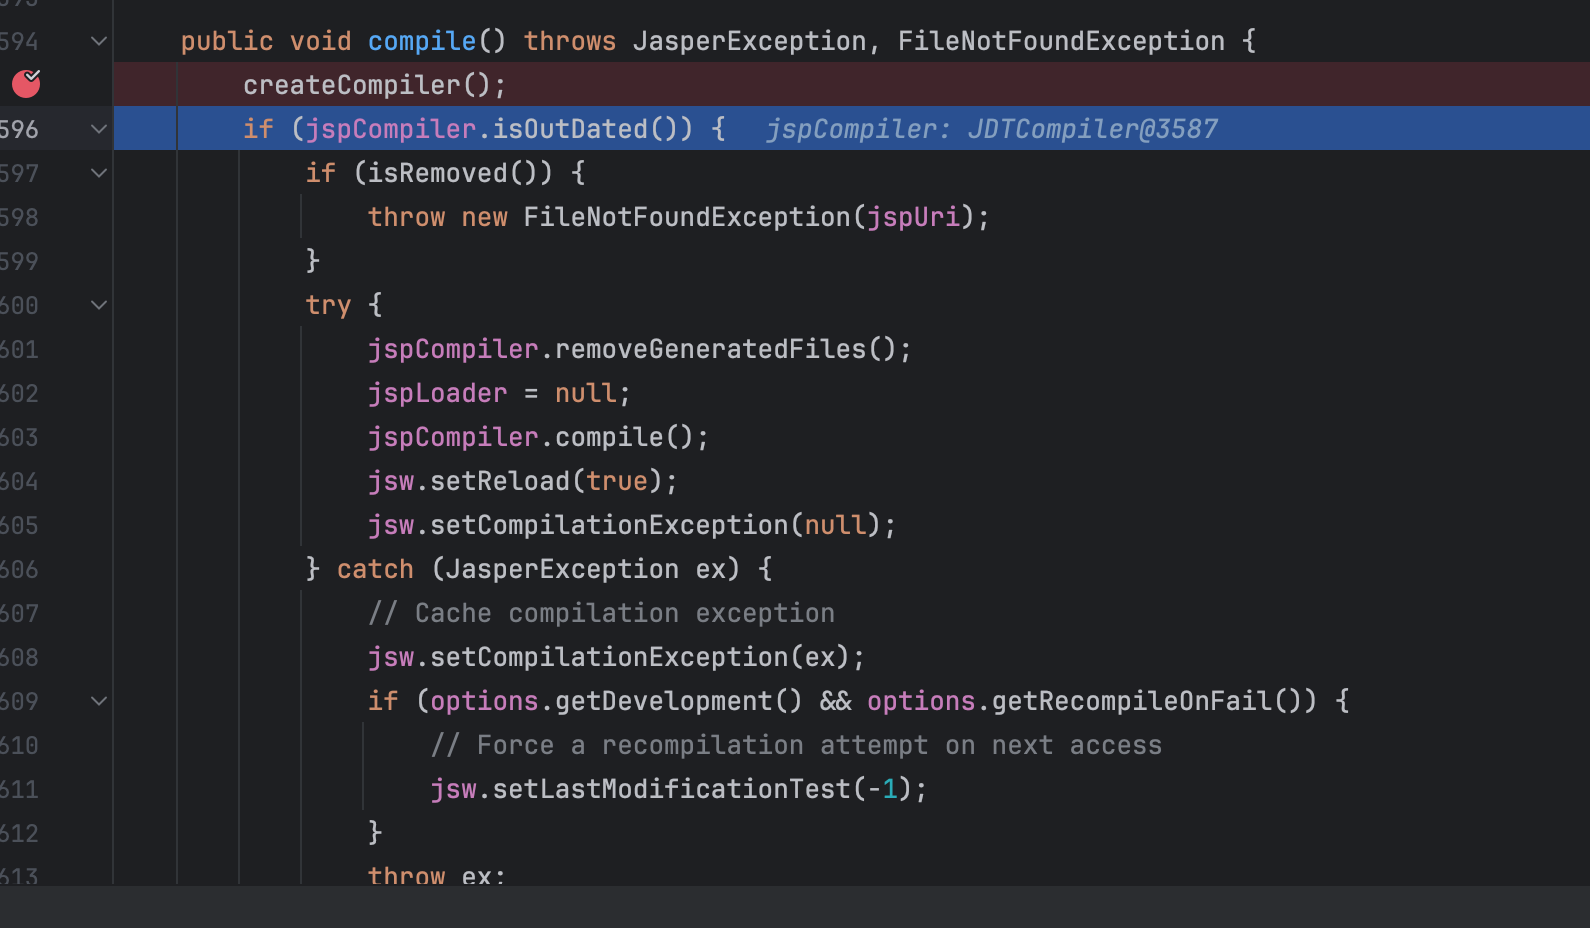 594 public void compile() throws JasperException, FileNotFoundException {
createCompiler();
596 if (jspCompiler.isOutDated()) { jspCompiler: JDTCompiler@3587
597 if (isRemoved()) {
598 throw new FileNotFoundException(jspUri);
599 }
600 try {
601 jspCompiler.removeGeneratedFiles();
602 jspLoader = null;
603 jspCompiler.compile();
604 jsw.setReload(true);
605 jsw.setCompilationException(null);
606 } catch (JasperException ex) {
607 // Cache compilation exception
608 jsw.setCompilationException(ex);
609 if (options.getDevelopment() && options.getRecompileOnFail()) {
610 // Force a recompilation attempt on next access
611 jsw.setLastModificationTest(-1);
612 }
613 throw ex;